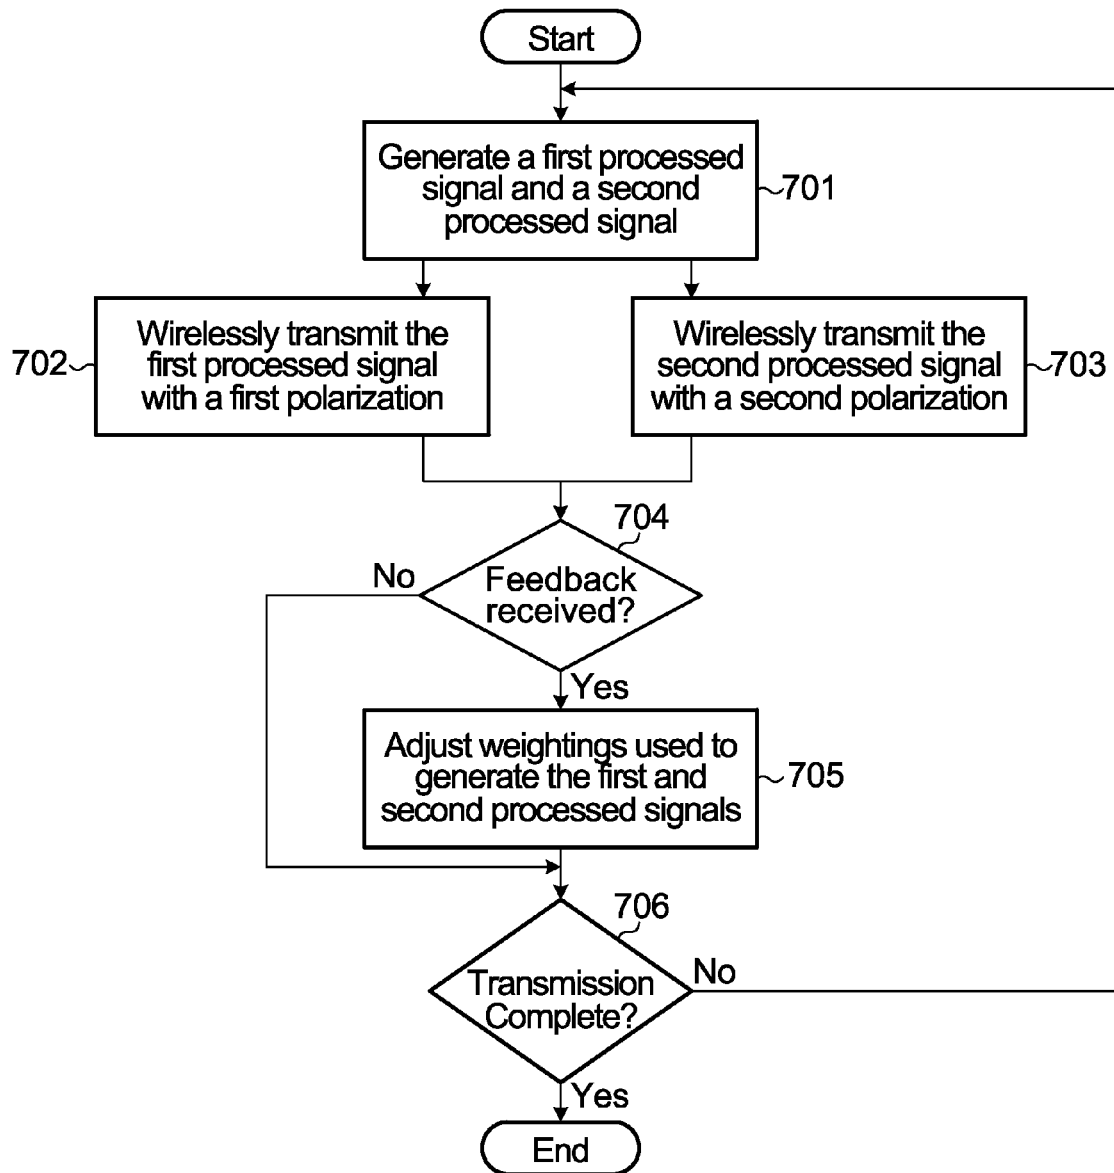 Start
Generate a first processed
signal and a second
processed signal
701
702
Wirelessly transmit the
first processed signal
with a first polarization
Wirelessly transmit the
second processed signal
with a second polarization
703
704
Feedback
received?
No
Yes
Adjust weightings used to
generate the first and
second processed signals
705
706
Transmission
Complete?
No
Yes
End